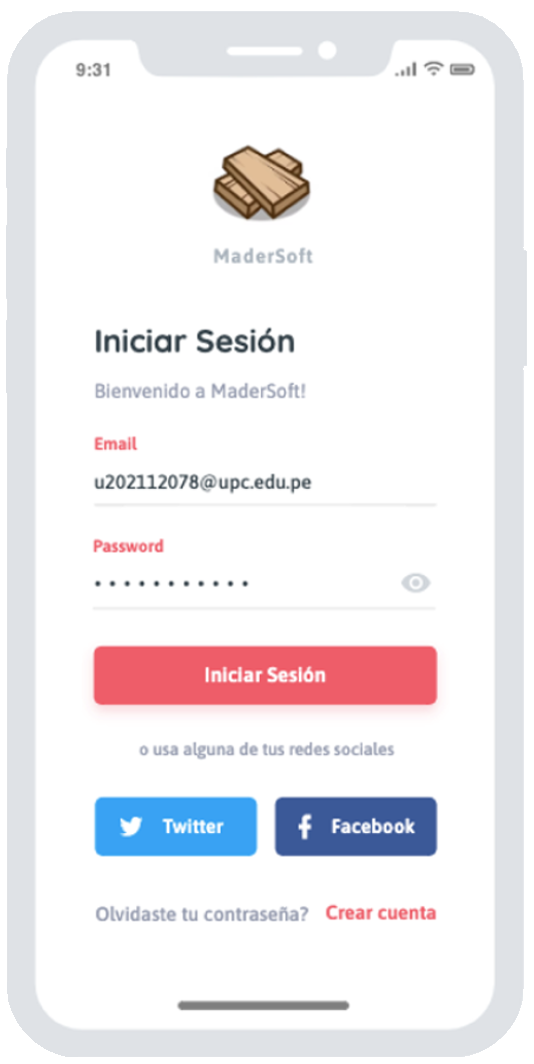 9:31
MaderSoft
Iniciar Sesión
Bienvenido a MaderSoft!
Email
u202112078@upc.edu.pe
Password
• • • • • • • • • • •
Iniciar Sesión
o usa alguna de tus redes sociales
Twitter Facebook
Olvidaste tu contraseña? Crear cuenta